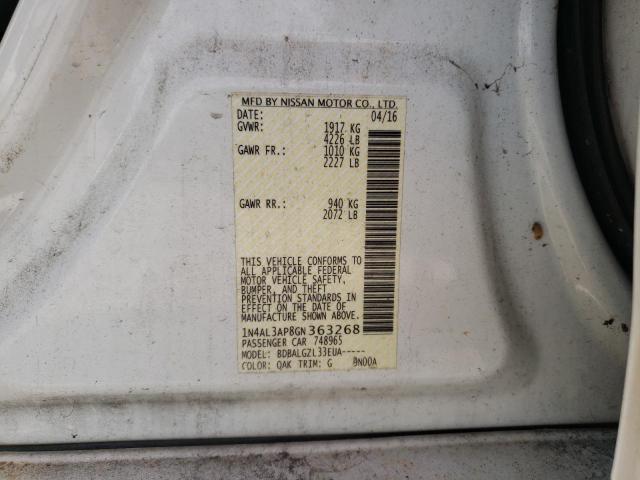 MFD BY NISSAN MOTOR CO., LTD.
DATE: 04/16
GVWR: 1917 KG
4226 LB
GAWR FR.: 1010 KG
2227 LB
GAWR RR.: 940 KG
2072 LB
THIS VEHICLE CONFORMS TO
ALL APPLICABLE FEDERAL
MOTOR VEHICLE SAFETY,
BUMPER, AND THEFT
PREVENTION STANDARDS IN
EFFECT ON THE DATE OF
MANUFACTURE SHOWN ABOVE.
1N4AL3AP8GN 363268
PASSENGER CAR 748965
MODEL: BDBALGZL33EUA-----
COLOR: QAK TRIM: G 9N00A